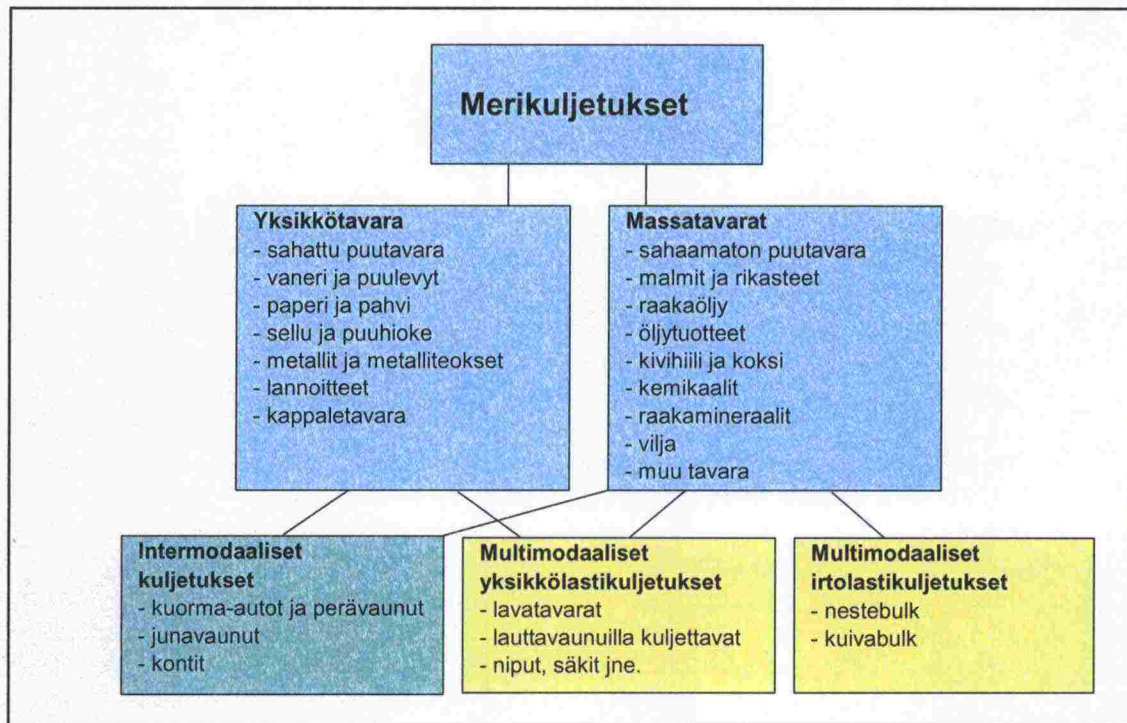 Merikuljetukset
Yksikkötavara
- sahattu puutavara
- vaneri ja puulevyt
- paperi ja pahvi
- sellu ja puuhioke
- metallit ja metalliteokset
- lannoitteet
- kappaletavara
Massatavarat
- sahaamaton puutavara
- malmit ja rikasteet
- raakaöljy
- öljytuotteet
- kivihiili ja koksi
- kemikaalit
- raakamineraalit
- vilja
- muu tavara
Intermodaaliset
kuljetukset
- kuorma-autot ja perävaunut
- junavaunut
- kontit
Multimodaaliset
yksikkölastikuljetukset
- lavatavarat
- lauttavaunuilla kuljettavat
- niput, säkit jne.
Multimodaaliset
irtolastikuljetukset
- nestebulk
- kuivabulk